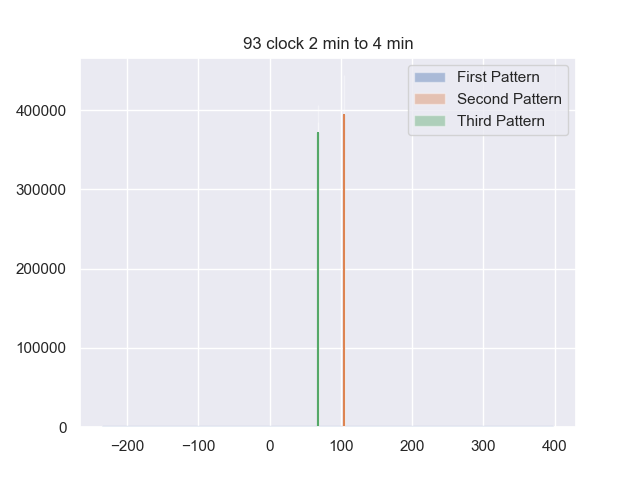 93 clock 2 min to 4 min
First Pattern
Second Pattern
Third Pattern
400000
300000
200000
100000
0
−200 −100 0 100 200 300 400